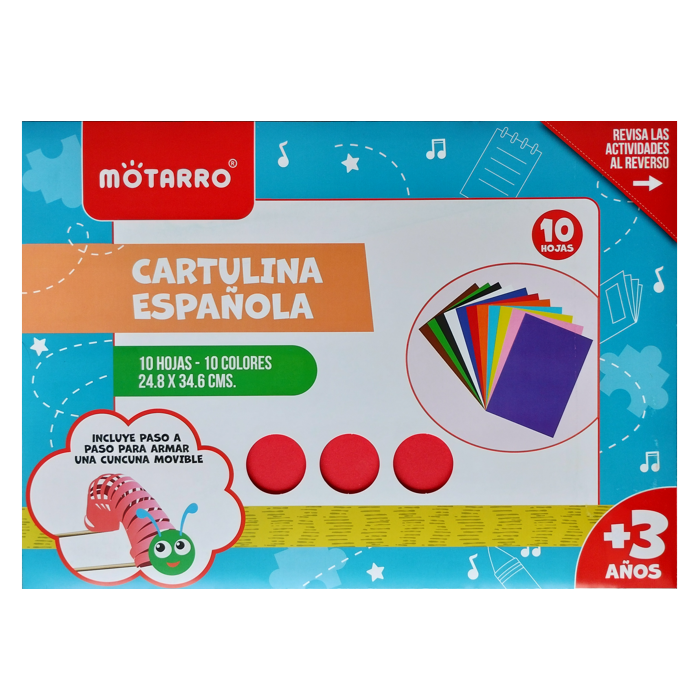 MOTARRO®
REVISA LAS
ACTIVIDADES
AL REVERSO
10
HOJAS
CARTULINA
ESPAÑOLA
10 HOJAS - 10 COLORES
24.8 X 34.6 CMS.
INCLUYE PASO A
PASO PARA ARMAR
UNA CUNCUNA MOVIBLE
+3
AÑOS